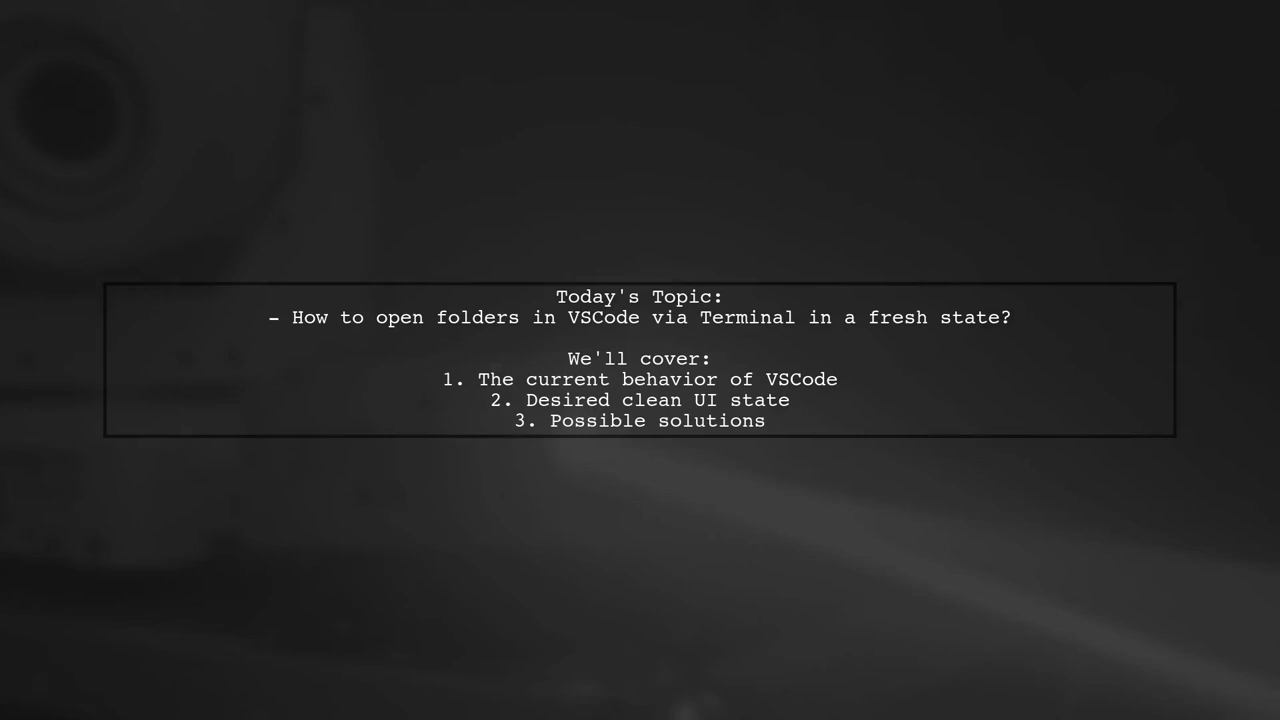 Today's Topic:
– How to open folders in VSCode via Terminal in a fresh state?
We'll cover:
1. The current behavior of VSCode
2. Desired clean UI state
3. Possible solutions